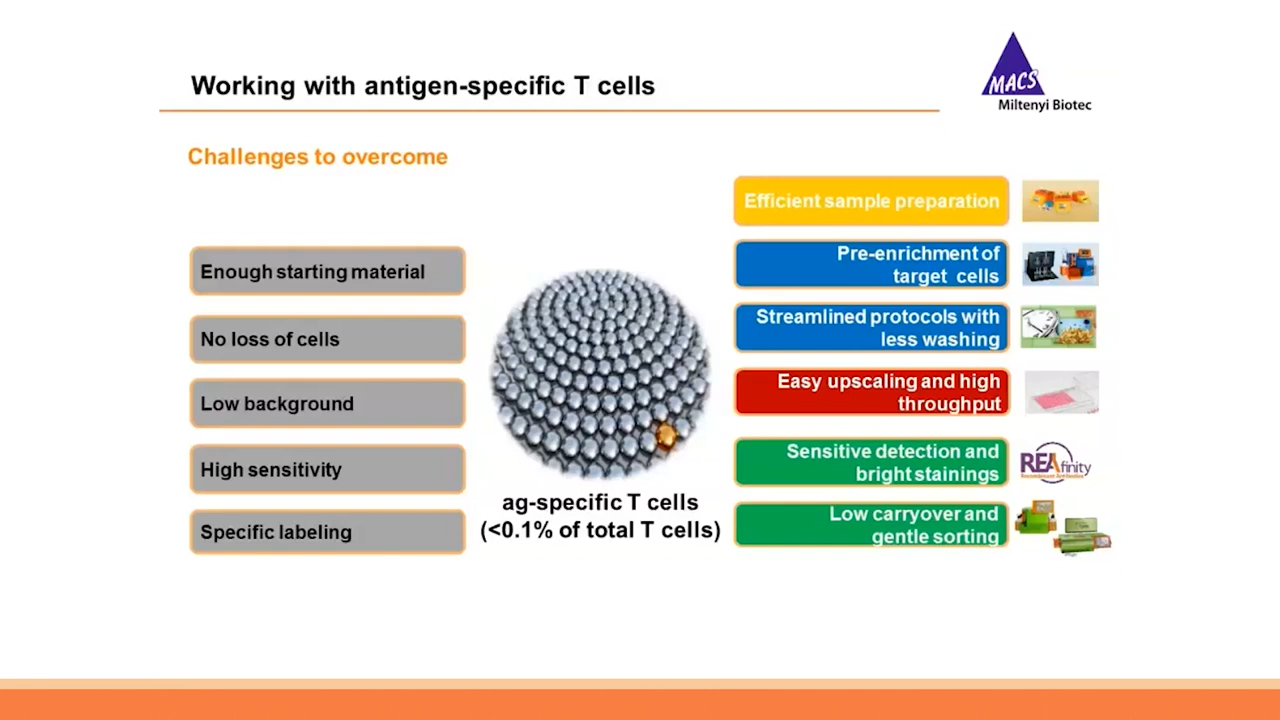 Working with antigen-specific T cells
MACS
Miltenyi Biotec
Challenges to overcome
Enough starting material
No loss of cells
Low background
High sensitivity
Specific labeling
ag-specific T cells
(<0.1% of total T cells)
Efficient sample preparation
Pre-enrichment of
target cells
Streamlined protocols with
less washing
Easy upscaling and high
throughput
Sensitive detection and
bright stainings
Low carryover and
gentle sorting
REAfinity
Recombinant Antibodies